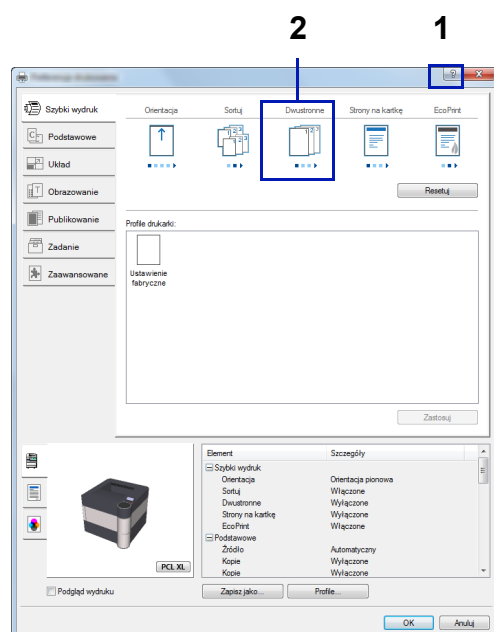 2 1
?
Szybki wydruk
Podstawowe
Układ
Obrazowanie
Publikowanie
Zadanie
Zaawansowane
Orientacja Sortuj Dwustronne Strony na kartkę EcoPrint
Resetuj
Profile drukarki:
Ustawienie
fabryczne
Zastosuj
PCL XL
Podgląd wydruku
Element Szczegóły
Szybki wydruk
Orientacja Orientacja pionowa
Sortuj Włączone
Dwustronne Wyłączone
Strony na kartkę Wyłączone
EcoPrint Włączone
Podstawowe
Źródło Automatyczny
Kopie Wyłączone
Kopie Wyłączone
Zapisz jako... Profile...
OK Anuluj